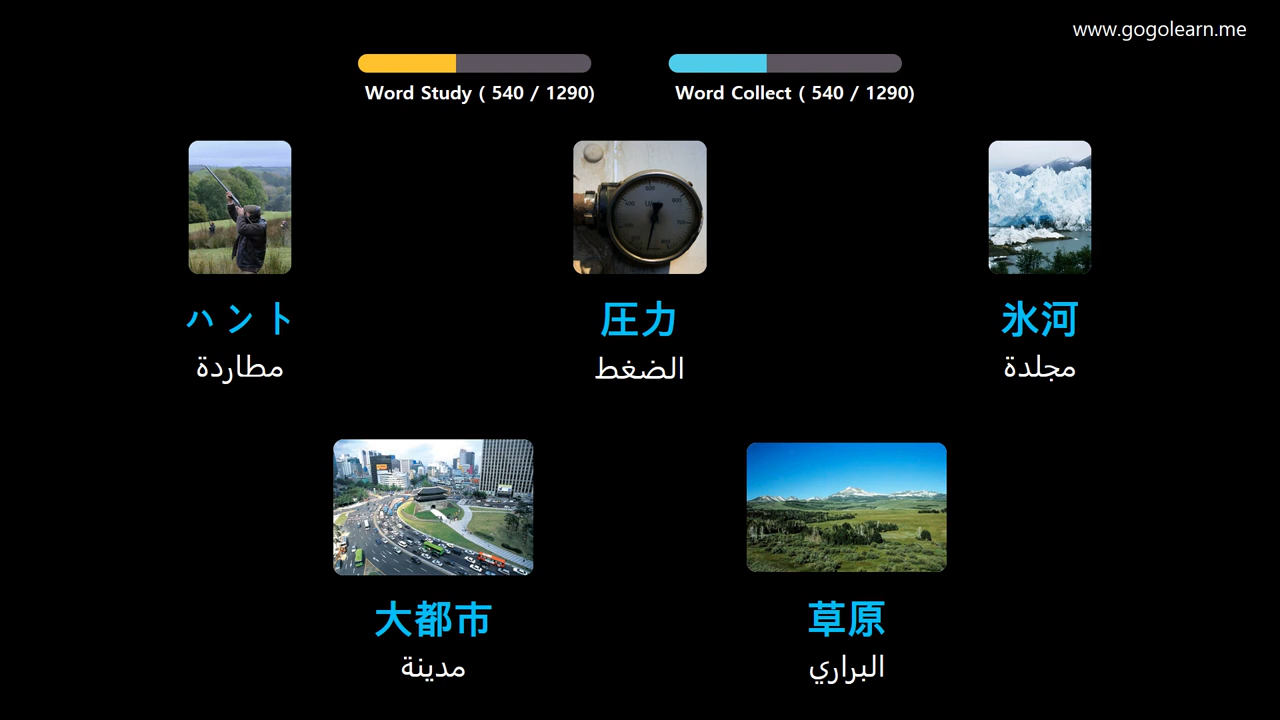 www.gogolearn.me
Word Study ( 540 / 1290)
Word Collect ( 540 / 1290)
ハント
مطاردة
圧力
الضغط
氷河
مجلدة
大都市
مدينة
草原
البراري